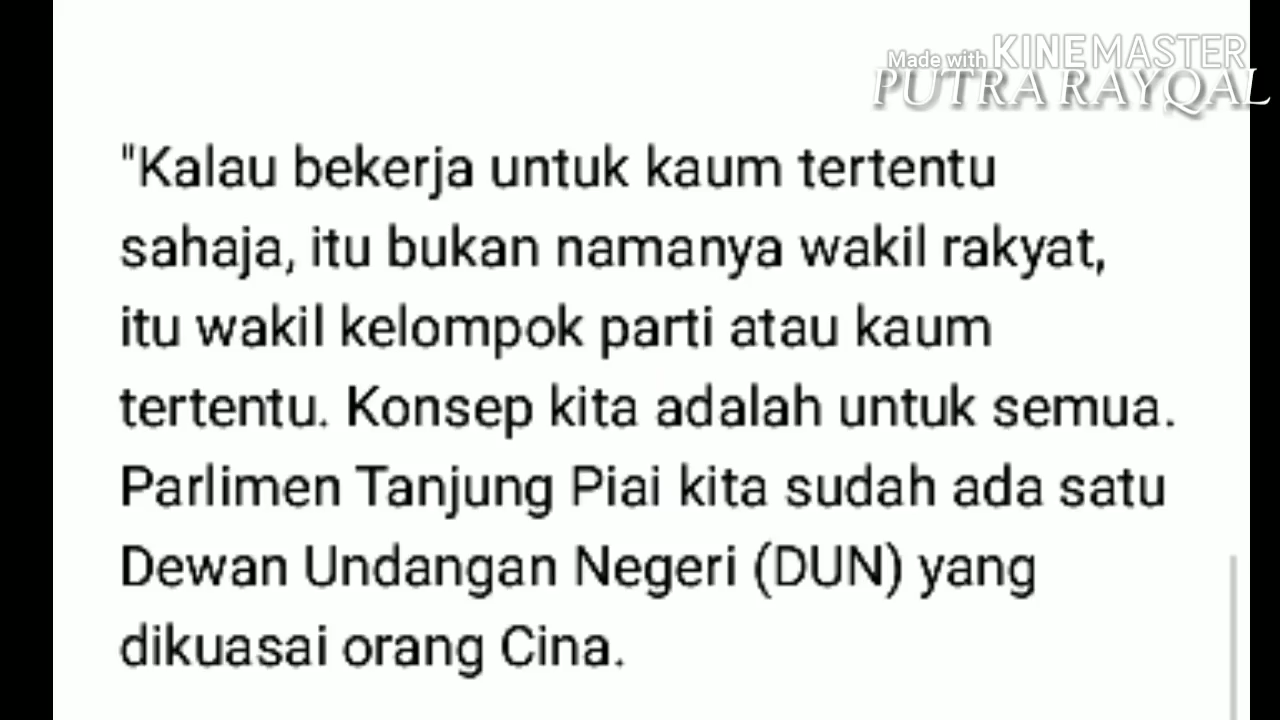 Made with KINEMASTER
PUTRA RAYQAL
"Kalau bekerja untuk kaum tertentu
sahaja, itu bukan namanya wakil rakyat,
itu wakil kelompok parti atau kaum
tertentu. Konsep kita adalah untuk semua.
Parlimen Tanjung Piai kita sudah ada satu
Dewan Undangan Negeri (DUN) yang
dikuasai orang Cina.